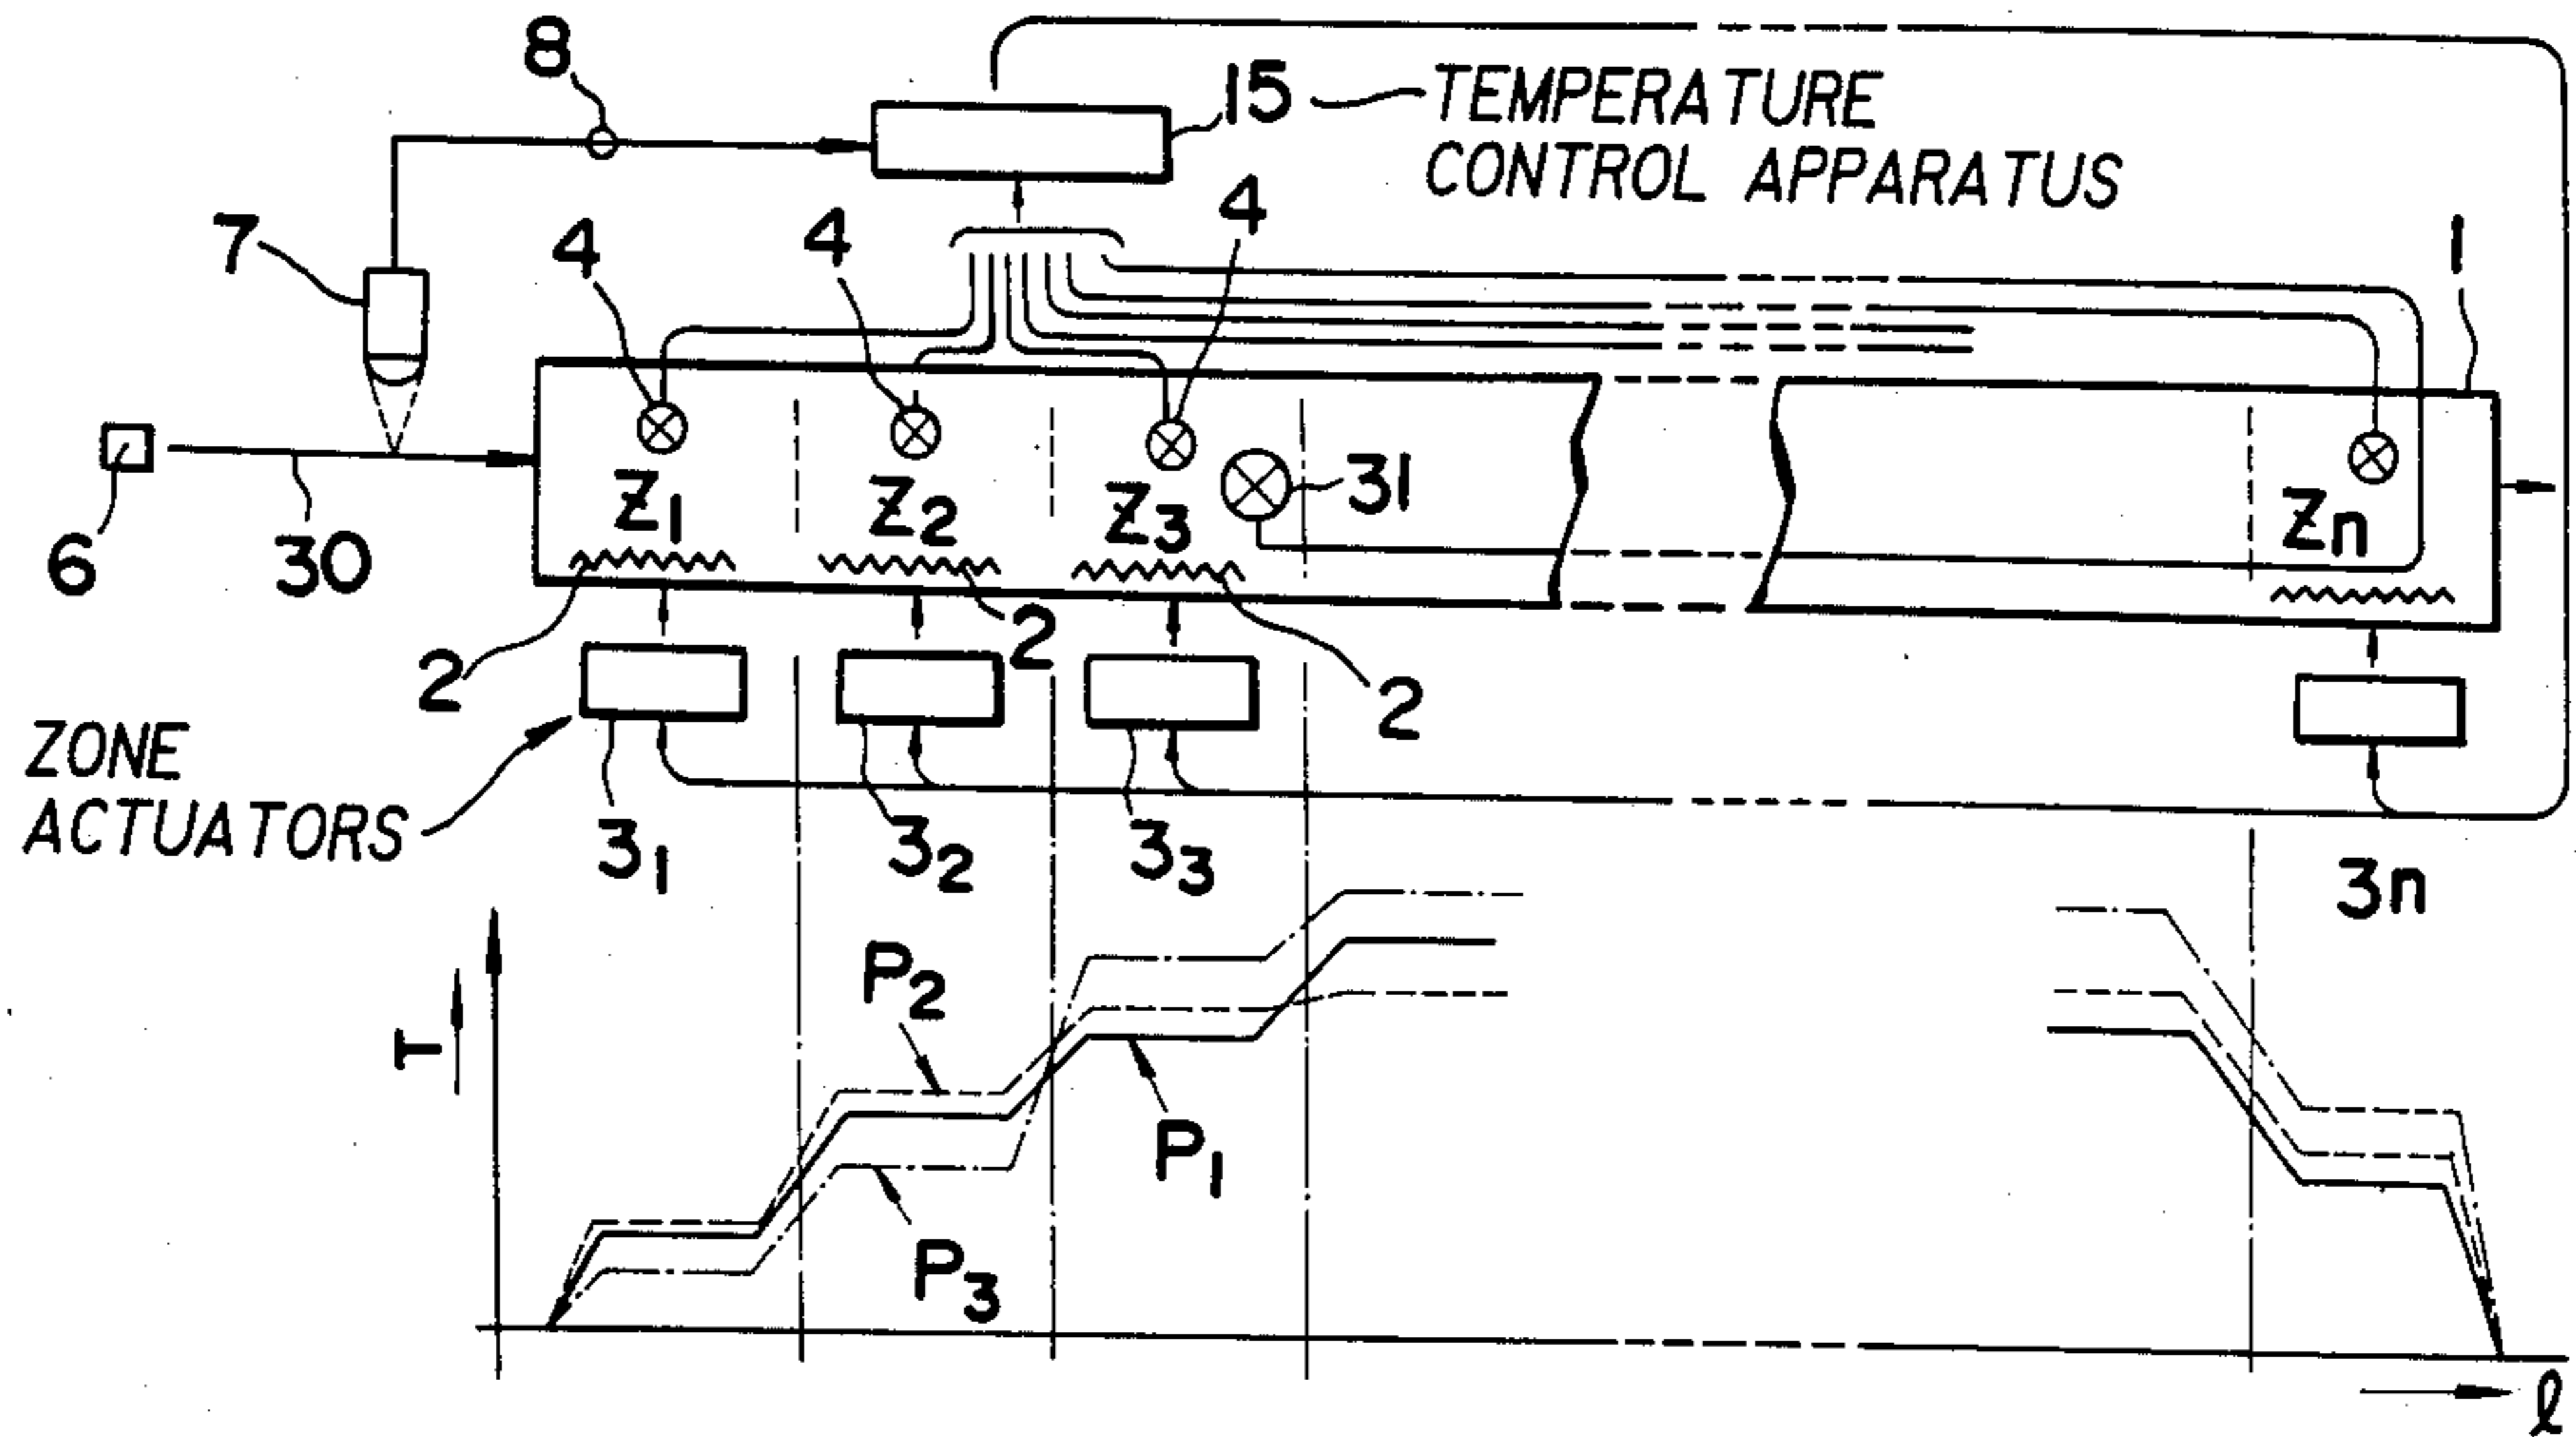 8
15
TEMPERATURE
CONTROL APPARATUS
7
4
4
4
1
6
30
Z1
Z2
Z3
31
Zn
2
2
2
ZONE
ACTUATORS
31
32
33
3n
T
P2
P1
P3
l